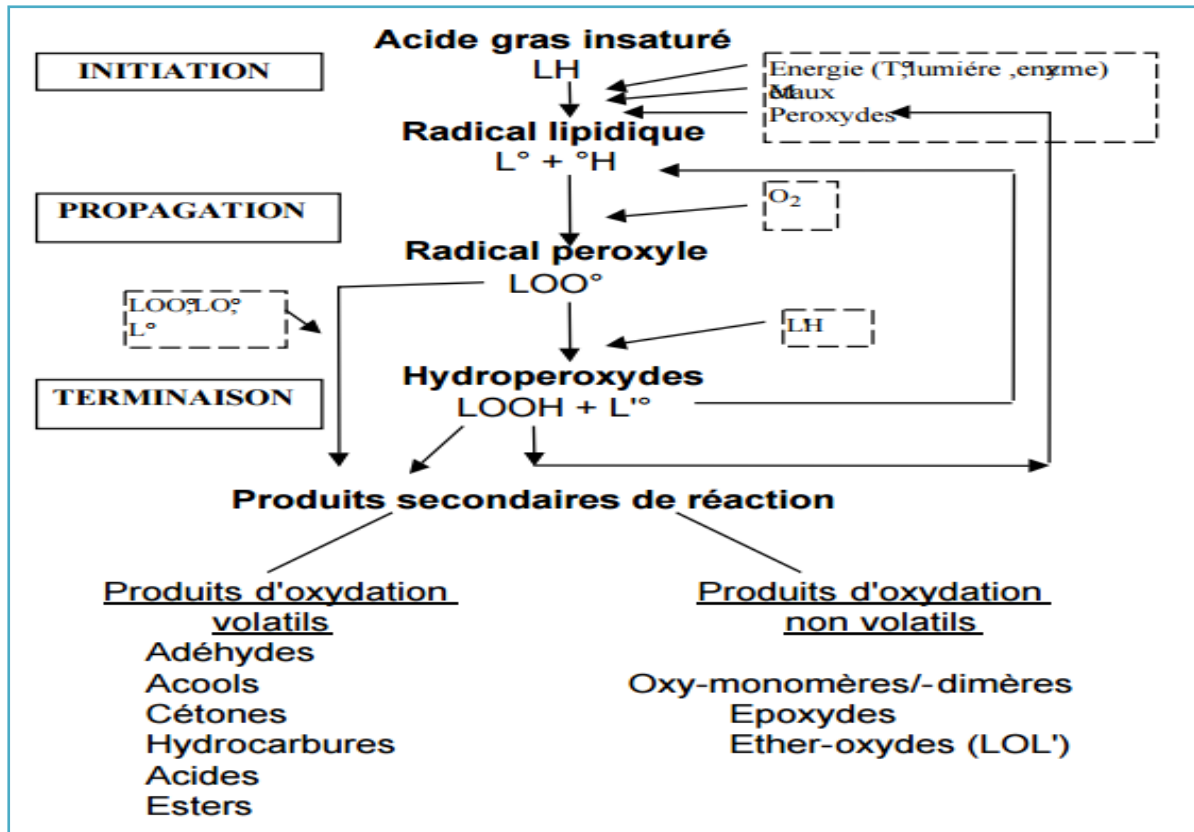 Acide gras insaturé
INITIATION
LH
Energie (T°,lumiére ,enzyme)
Peroxydes
Radical lipidique
L° + °H
PROPAGATION
O₂
Radical peroxyle
LOO°
LOO°,LO°,
L°
L'H
Hydroperoxydes
TERMINAISON
LOOH + L'°
Produits secondaires de réaction
Produits d'oxydation
volatils
Adéhydes
Acools
Cétones
Hydrocarbures
Acides
Esters
Produits d'oxydation
non volatils
Oxy-monomères/-dimères
Epoxydes
Ether-oxydes (LOL')